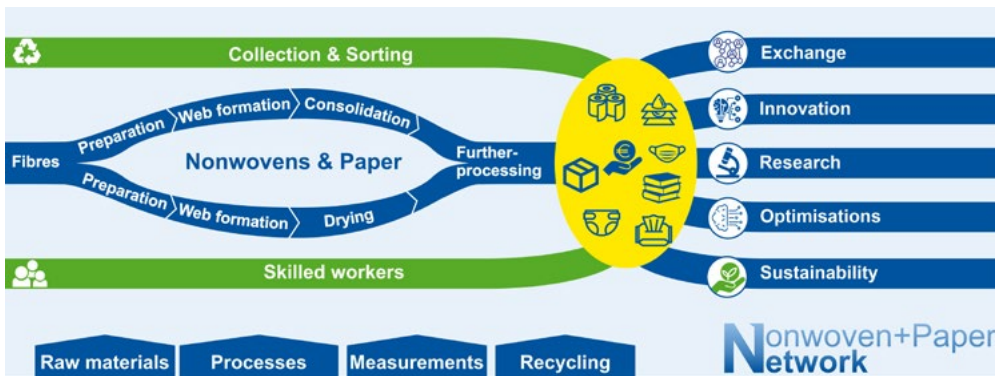 Collection & Sorting
Fibres
Preparation
Web formation
Consolidation
Nonwovens & Paper
Preparation
Web formation
Drying
Further-
processing
Skilled workers
€
Exchange
Innovation
Research
Optimisations
Sustainability
Raw materials
Processes
Measurements
Recycling
Nonwoven+Paper
Network